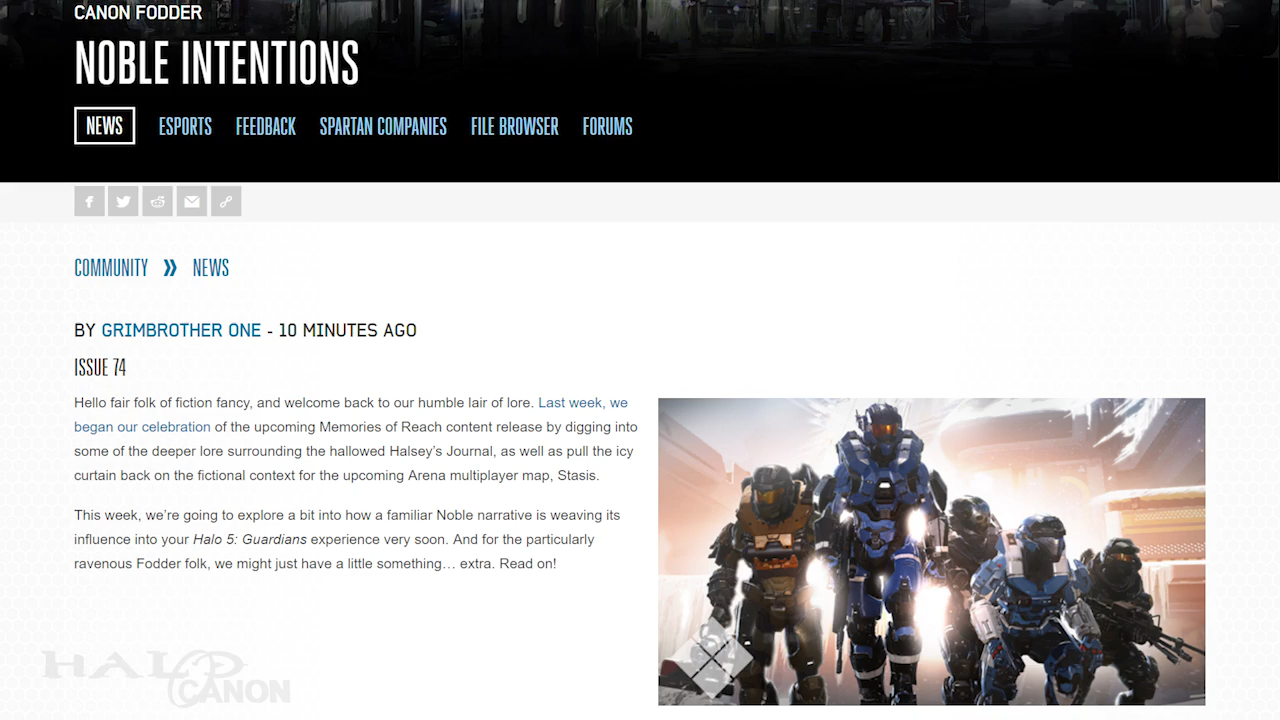 CANON FODDER
NOBLE INTENTIONS
NEWS ESPORTS FEEDBACK SPARTAN COMPANIES FILE BROWSER FORUMS
COMMUNITY » NEWS
BY GRIMBROTHER ONE - 10 MINUTES AGO
ISSUE 74
Hello fair folk of fiction fancy, and welcome back to our humble lair of lore. Last week, we
began our celebration of the upcoming Memories of Reach content release by digging into
some of the deeper lore surrounding the hallowed Halsey’s Journal, as well as pull the icy
curtain back on the fictional context for the upcoming Arena multiplayer map, Stasis.
This week, we’re going to explore a bit into how a familiar Noble narrative is weaving its
influence into your Halo 5: Guardians experience very soon. And for the particularly
ravenous Fodder folk, we might just have a little something… extra. Read on!
HALO
CANON